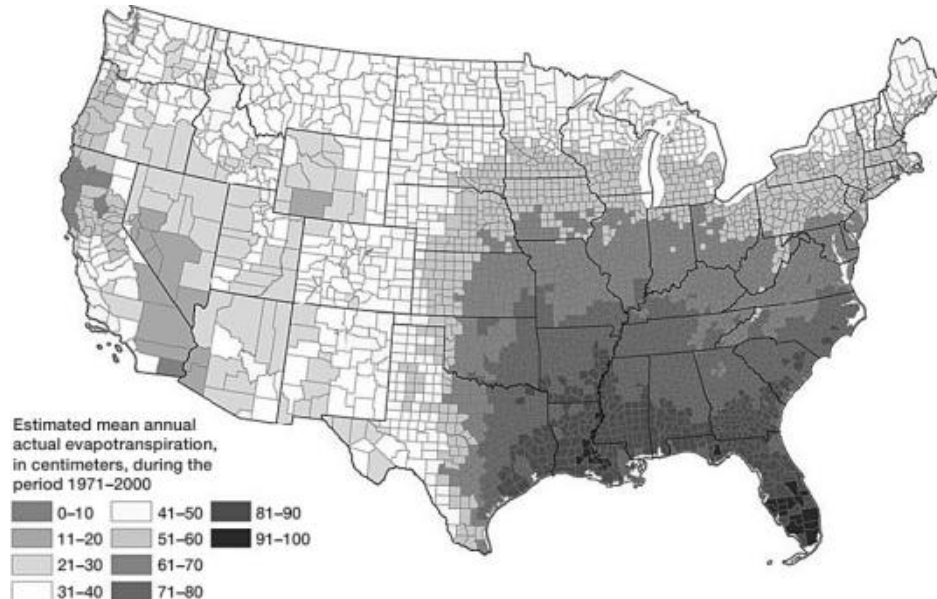 Estimated mean annual
actual evapotranspiration,
in centimeters, during the
period 1971–2000
0–10
11–20
21–30
31–40
41–50
51–60
61–70
71–80
81–90
91–100